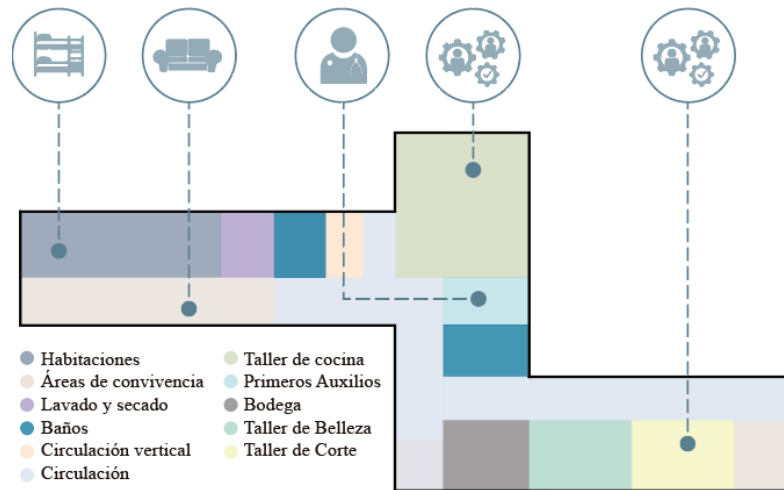 Habitaciones
Áreas de convivencia
Lavado y secado
Baños
Circulación vertical
Circulación
Taller de cocina
Primeros Auxilios
Bodega
Taller de Belleza
Taller de Corte